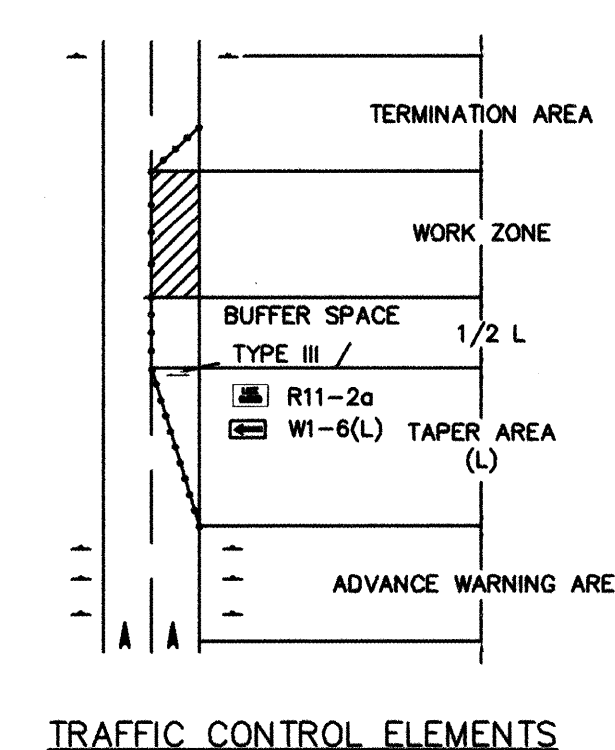 TERMINATION AREA
WORK ZONE
BUFFER SPACE
1/2 L
TYPE III
R11-2a
W1-6(L)
TAPER AREA
(L)
ADVANCE WARNING ARE
TRAFFIC CONTROL ELEMENTS